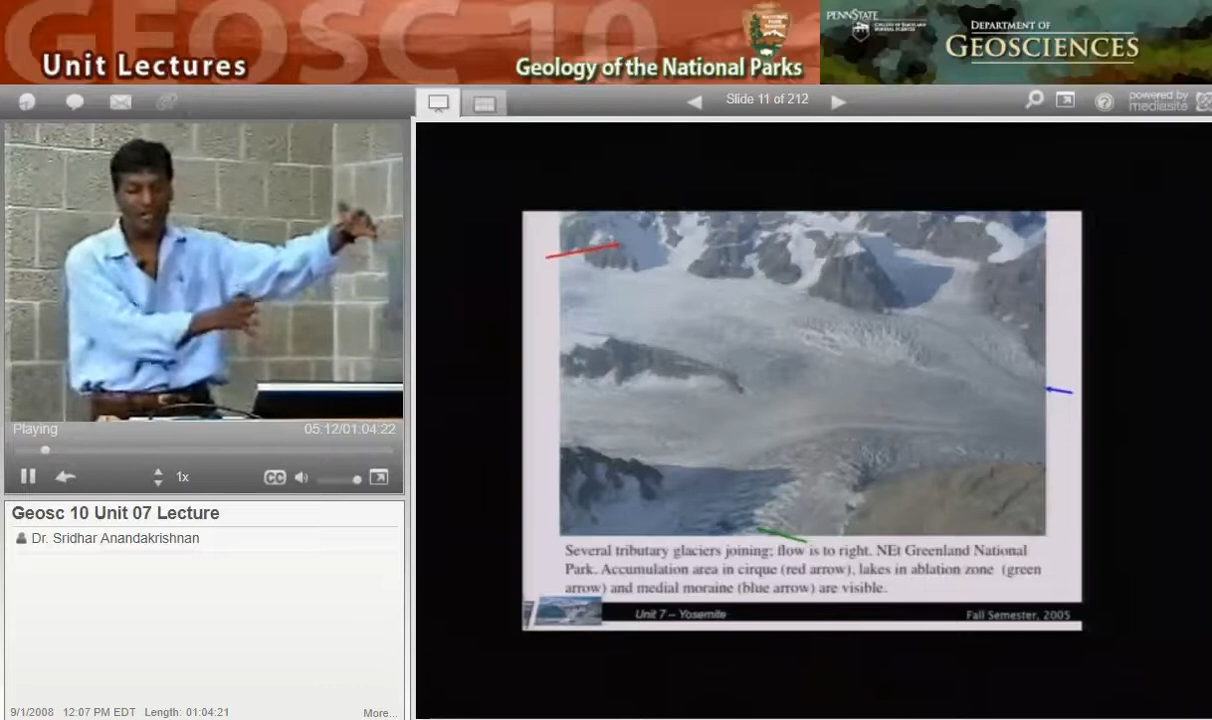 GEOSC 10
Unit Lectures
Geology of the National Parks
NATIONAL PARK SERVICE
PENNSTATE
DEPARTMENT OF
GEOSCIENCES
Slide 11 of 212
powered by
mediasite
Playing
05.12/01:04:22
1x
CC
Geosc 10 Unit 07 Lecture
Dr. Sridhar Anandakrishnan
9/1/2008 12:07 PM EDT Length: 01:04:21
More...
Several tributary glaciers joining; flow is to right. NEt Greenland National
Park. Accumulation area in cirque (red arrow), lakes in ablation zone (green
arrow) and medial moraine (blue arrow) are visible.
Unit 7 – Yosemite
Fall Semester, 2005